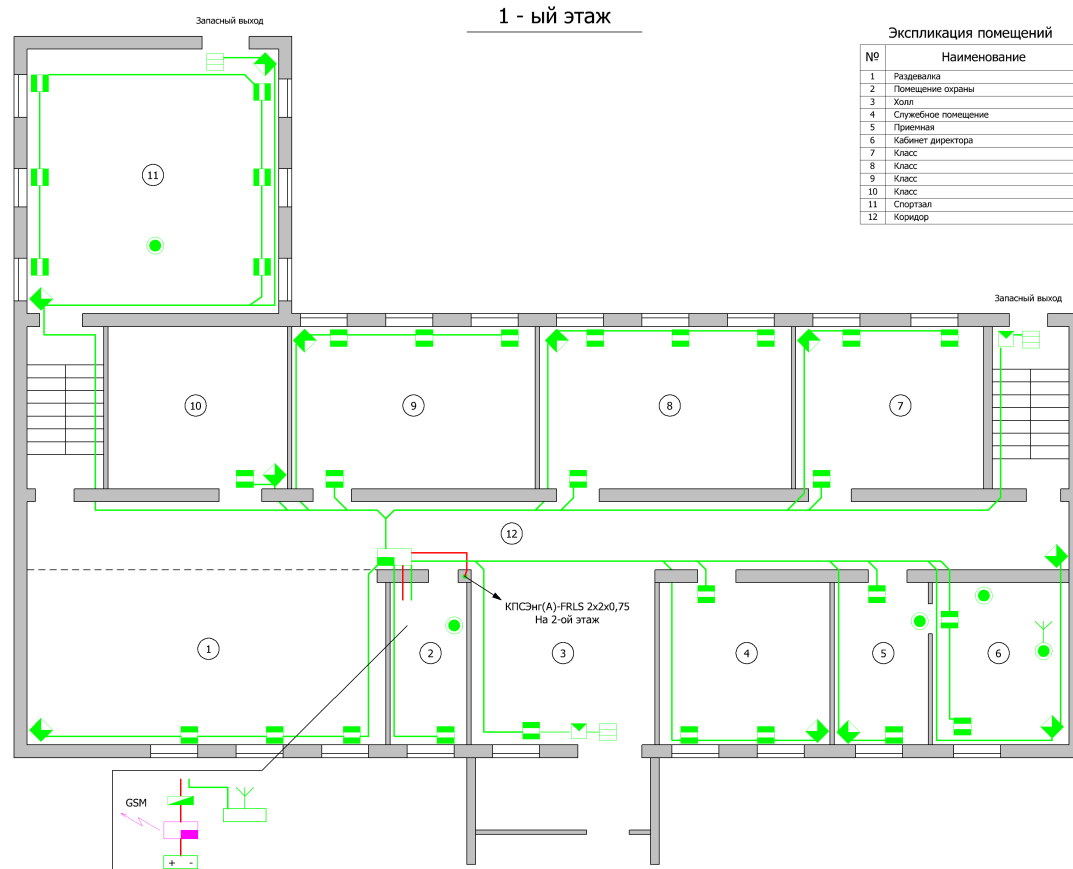 1 - ый этаж
Запасный выход
Экспликация помещений
№ Наименование
1 Раздевалка
2 Помещение охраны
3 Холл
4 Служебное помещение
5 Приемная
6 Кабинет директора
7 Класс
8 Класс
9 Класс
10 Класс
11 Спортзал
12 Коридор
11
Запасный выход
10
9
8
7
12
КПСЭнг(А)-FRLS 2x2x0,75
На 2-ой этаж
1
2
3
4
5
6
GSM
+ -